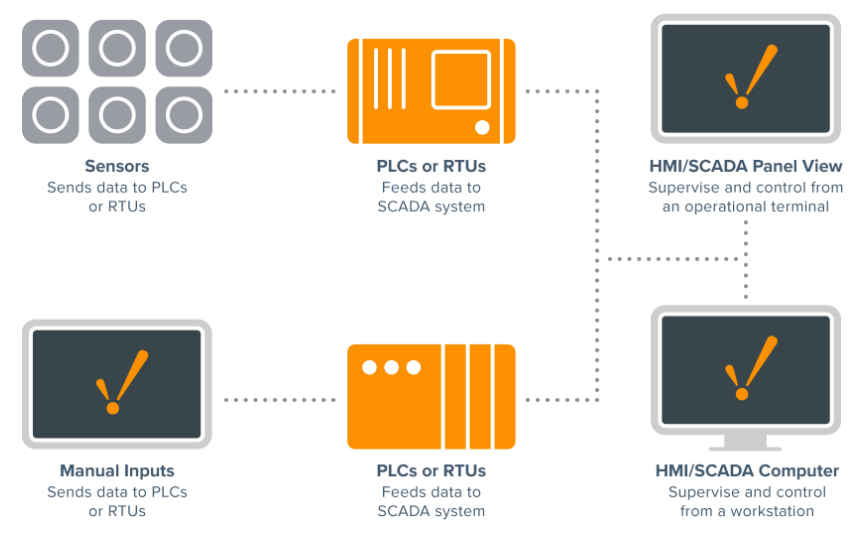 Sensors
Sends data to PLCs
or RTUs
PLCs or RTUs
Feeds data to
SCADA system
HMI/SCADA Panel View
Supervise and control from
an operational terminal
Manual Inputs
Sends data to PLCs
or RTUs
PLCs or RTUs
Feeds data to
SCADA system
HMI/SCADA Computer
Supervise and control
from a workstation